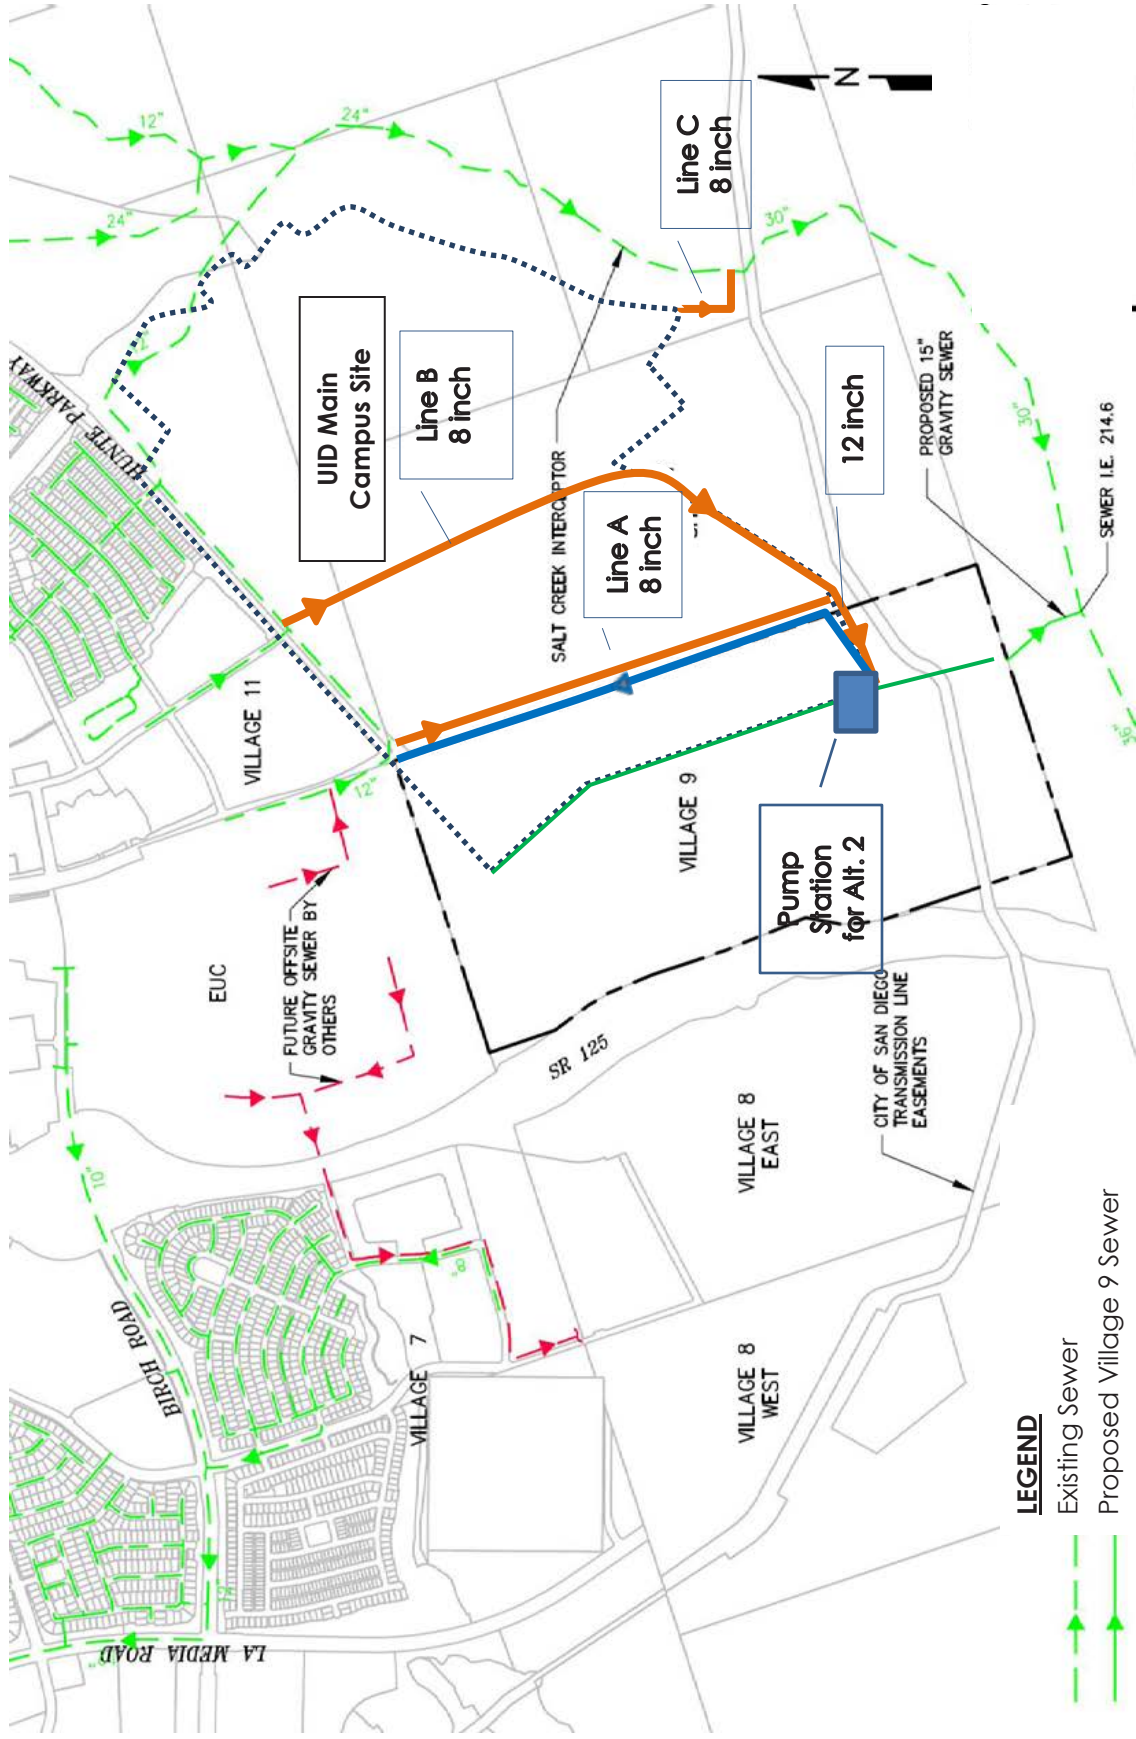 12"
24"
24"
2"
HUNTE PARKWAY
N
Line C
8 inch
30"
UID Main
Campus Site
Line B
8 inch
SALT CREEK INTERCEPTOR
Line A
8 inch
12 inch
PROPOSED 15"
GRAVITY SEWER
30"
SEWER I.E. 214.6
36"
VILLAGE 11
12"
VILLAGE 9
Pump
Station
for Alt. 2
EUC
FUTURE OFFSITE
GRAVITY SEWER BY
OTHERS
SR 125
CITY OF SAN DIEGO
TRANSMISSION LINE
EASEMENTS
VILLAGE 8
EAST
10"
BIRCH ROAD
8"
VILLAGE 7
VILLAGE 8
WEST
LA MEDIA ROAD
LEGEND
Existing Sewer
Proposed Village 9 Sewer